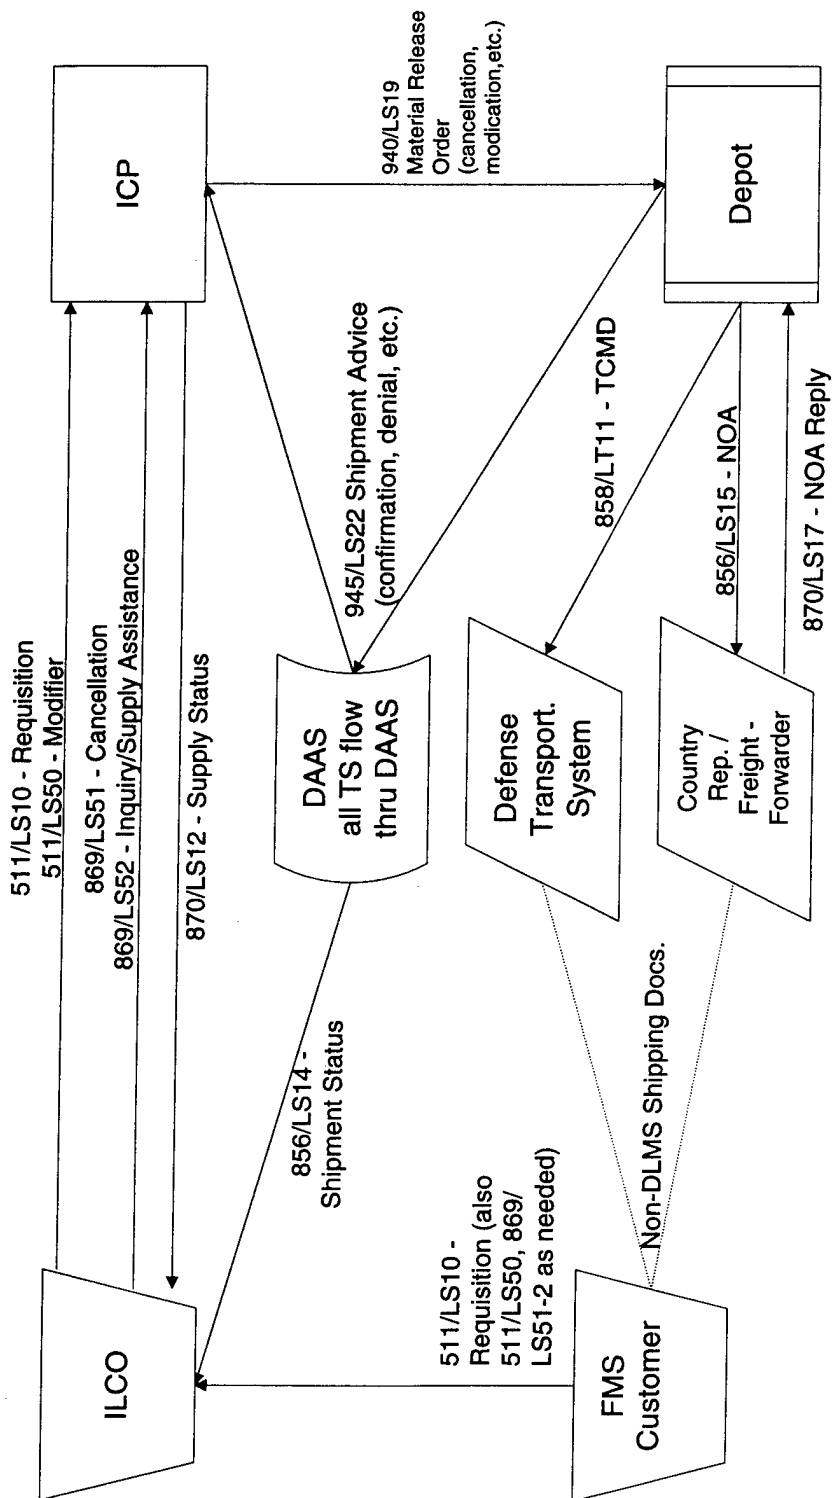 ILCO
511/LS10 - Requisition
511/LS50 - Modifier
869/LS51 - Cancellation
869/LS52 - Inquiry/Supply Assistance
870/LS12 - Supply Status
ICP
856/LS14 -
Shipment Status
DAAS
all TS flow
thru DAAS
945/LS22 Shipment Advice
(confirmation, denial, etc.)
940/LS19
Material Release
Order
(cancellation,
modication,etc.)
511/LS10 -
Requisition (also
511/LS50, 869/
LS51-2 as needed)
Defense
Transport.
System
858/LT11 - TCMD
FMS
Customer
Non-DLMS Shipping Docs.
Country
Rep. /
Freight -
Forwarder
856/LS15 - NOA
870/LS17 - NOA Reply
Depot